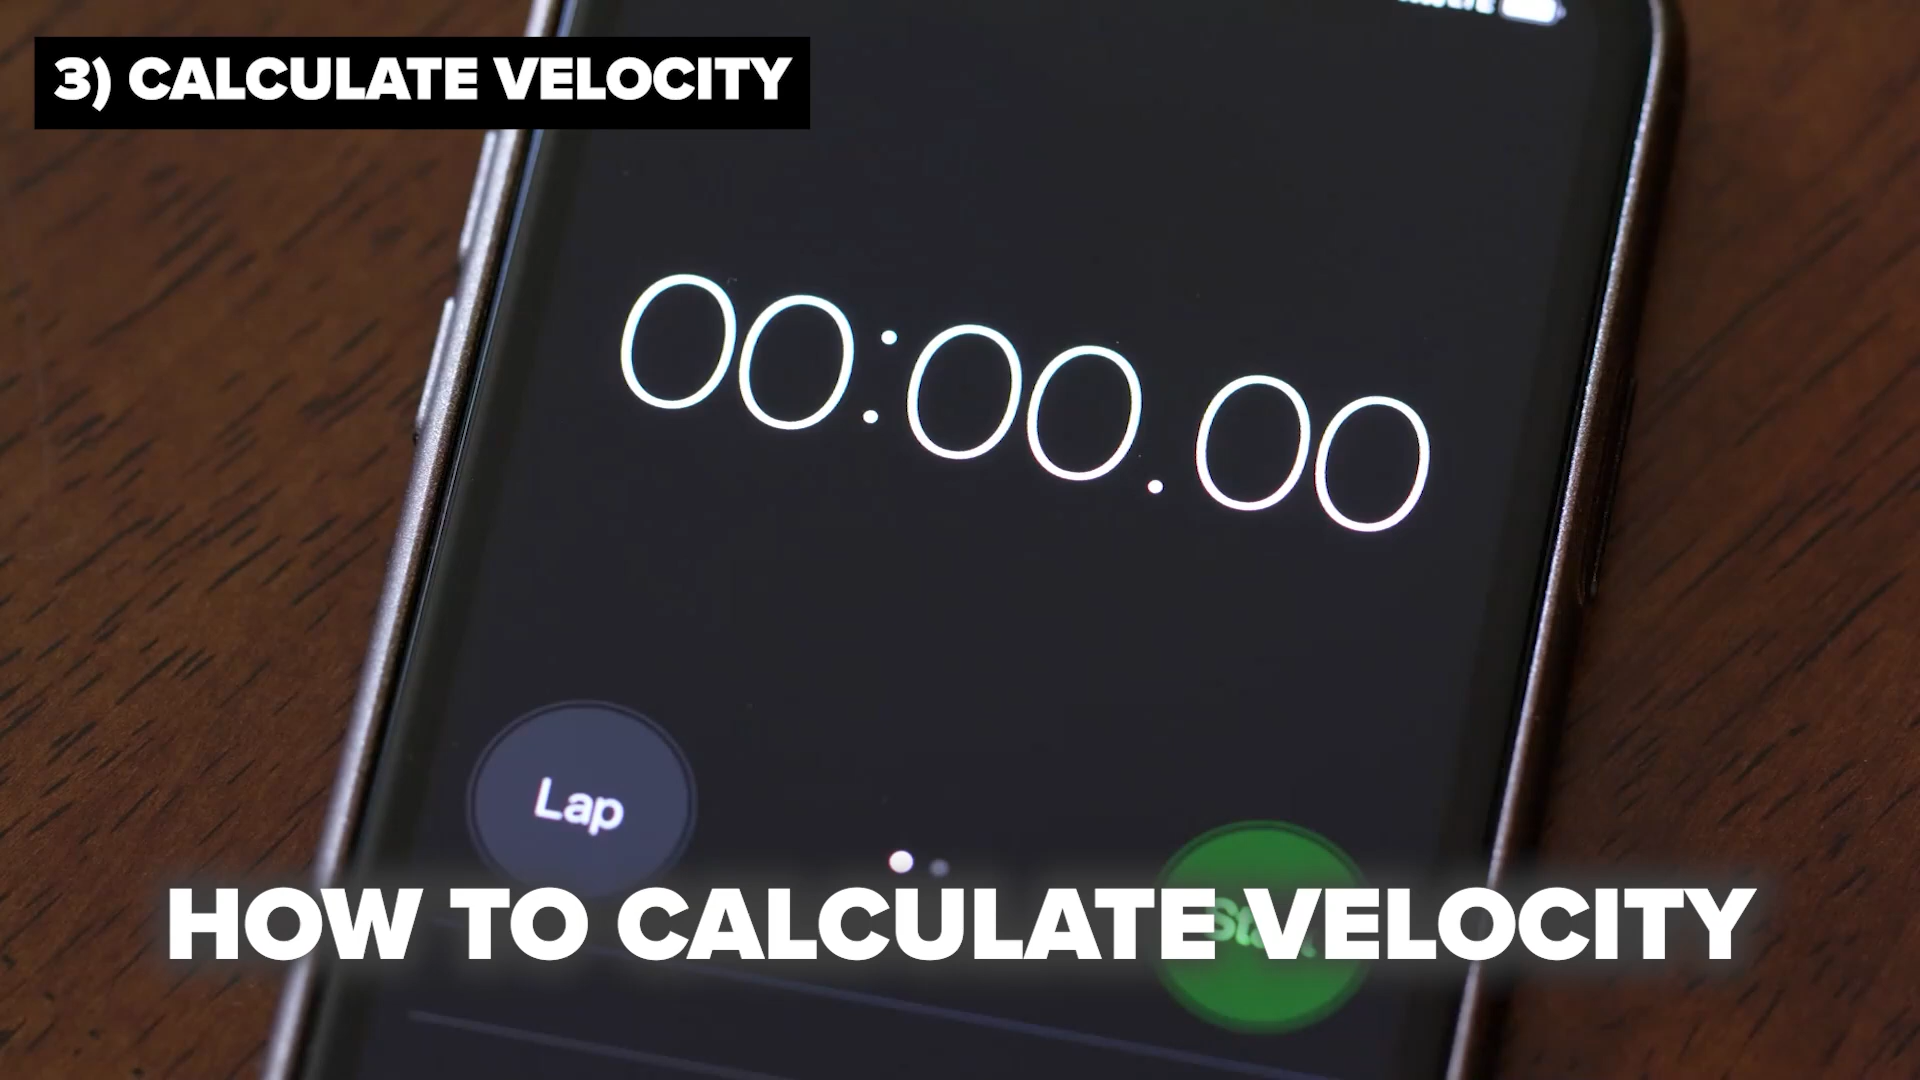 3) CALCULATE VELOCITY
00:00.00
Lap
HOW TO CALCULATE VELOCITY